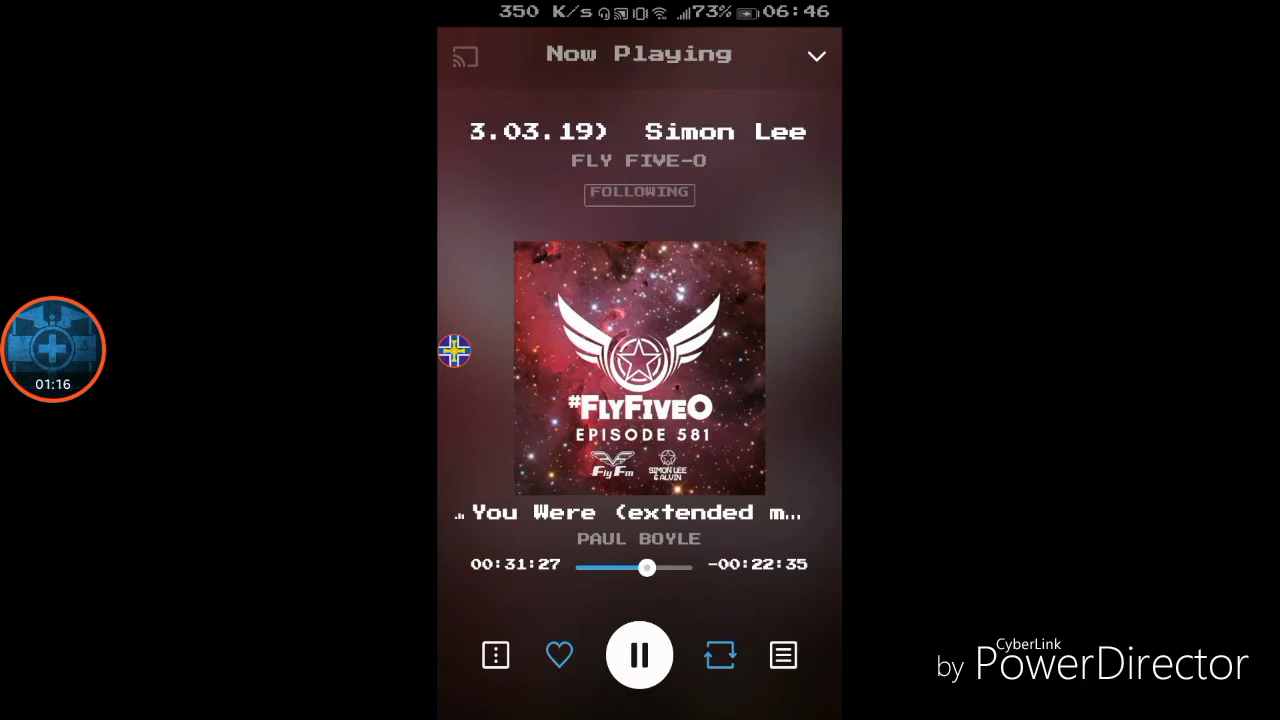 350 K/s 73% 06:46
Now Playing
3.03.19) Simon Lee
FLY FIVE-O
FOLLOWING
#FLYFIVEO
EPISODE 581
FlyFm
SIMON LEE
& ALVIN
You Were (extended m...
PAUL BOYLE
00:31:27 -00:22:35
01:16
CyberLink
by PowerDirector